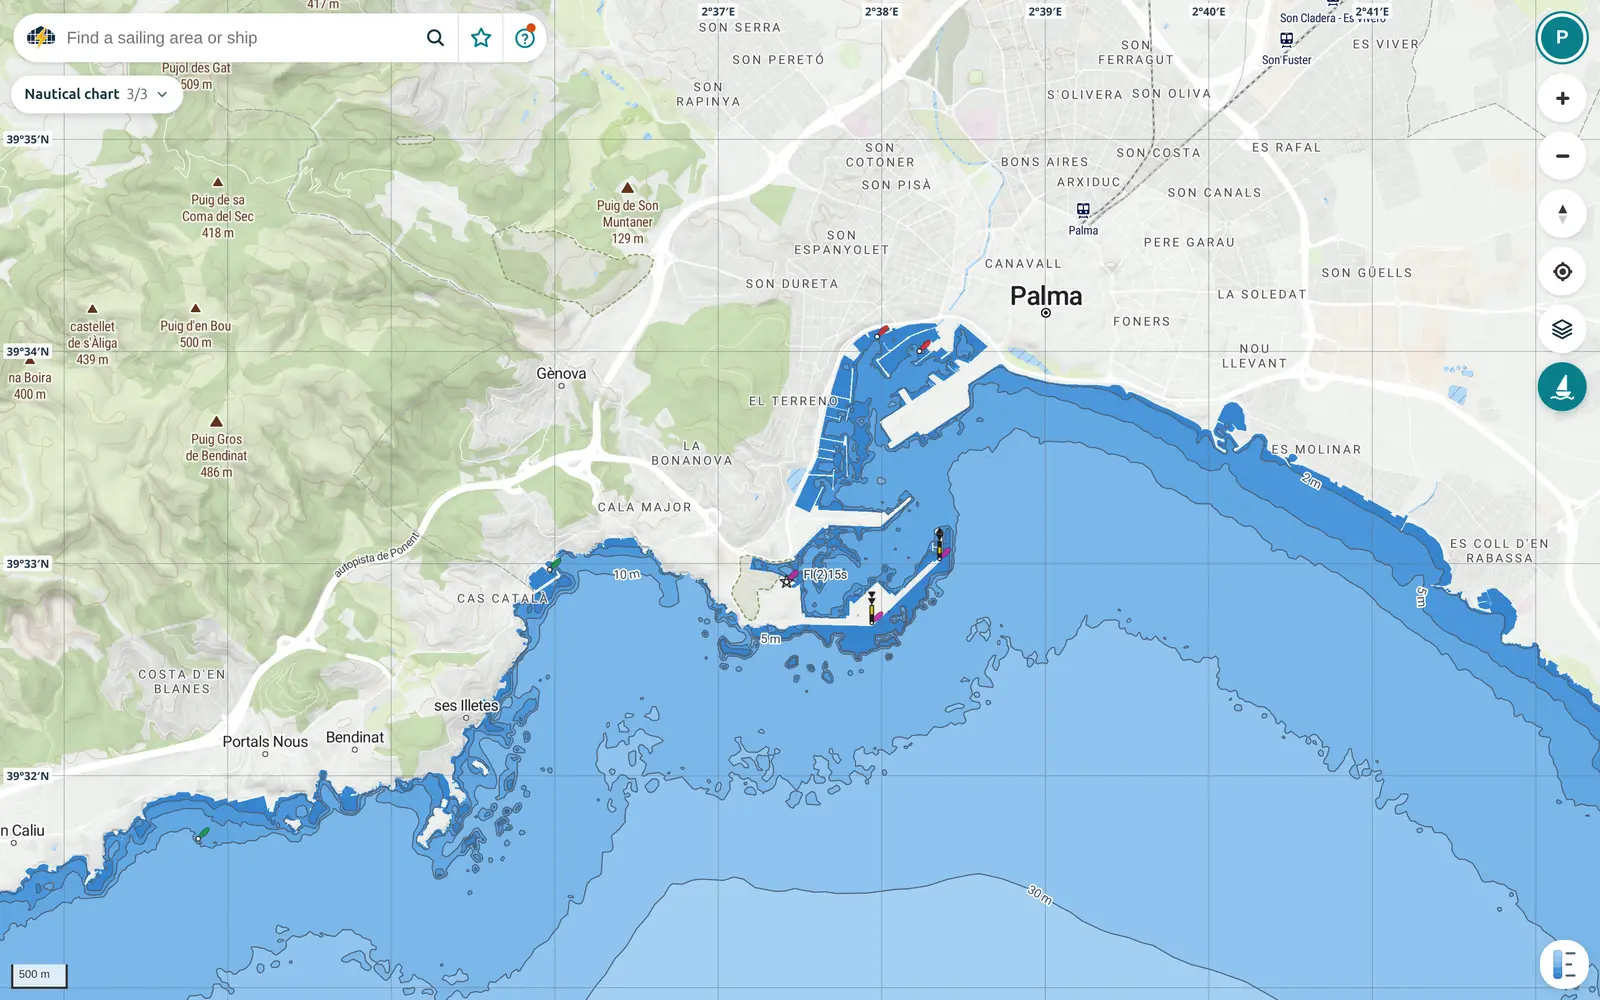 417 m
2°37'E
2°38'E
2°39'E
2°40'E
2°41'E
Son Cladera - Es Vivero
Find a sailing area or ship
P
SON SERRA
SON
FERRAGUT
ES VIVER
Son Fuster
SON PERETÓ
Pujol des Gat
509 m
Nautical chart 3/3
SON
RAPINYA
S'OLIVERA
SON OLIVA
39°35'N
SON
COTONER
BONS AIRES
SON COSTA
ES RAFAL
SON PISÀ
ARXIDUC
SON CANALS
Puig de sa
Coma del Sec
418 m
Puig de Son
Muntaner
129 m
Palma
SON
ESPANYOLET
PERE GARAU
CANAVALL
SON GÜELLS
SON DURETA
Palma
LA SOLEDAT
FONERS
castellet
de s'Àliga
439 m
Puig d'en Bou
500 m
39°34'N
NOU
LLEVANT
na Boira
400 m
Gènova
EL TERRENO
Puig Gros
de Bendinat
486 m
LA
BONANOVA
ES MOLINAR
2 m
CALA MAJOR
autopista de Ponent
ES COLL D'EN
RABASSA
39°33'N
10 m
Fl(2)15s
5 m
CAS CATALÀ
5 m
COSTA D'EN
BLANES
ses Illetes
Portals Nous
Bendinat
39°32'N
n Caliu
30 m
500 m